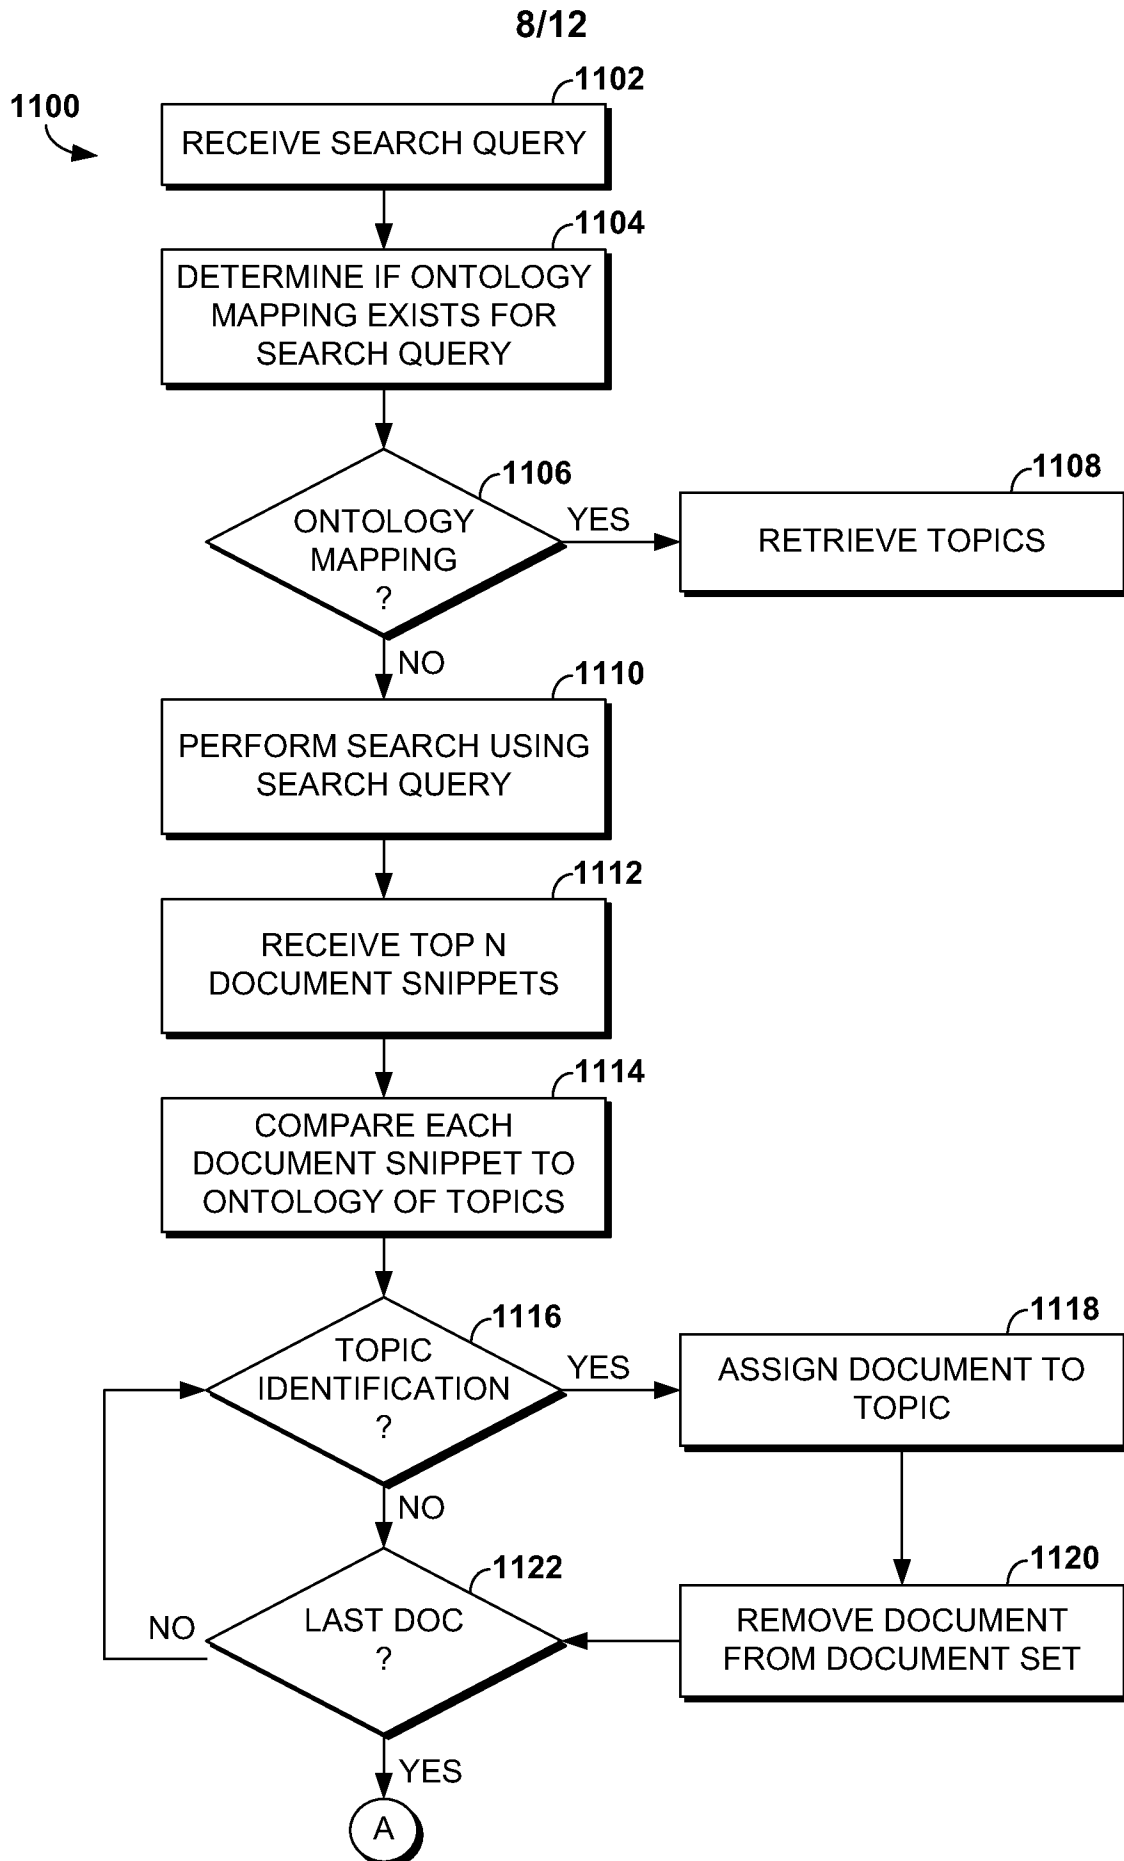 8/12
1100
1102
RECEIVE SEARCH QUERY
1104
DETERMINE IF ONTOLOGY
MAPPING EXISTS FOR
SEARCH QUERY
1106
ONTOLOGY
MAPPING
?
YES
1108
RETRIEVE TOPICS
NO
1110
PERFORM SEARCH USING
SEARCH QUERY
1112
RECEIVE TOP N
DOCUMENT SNIPPETS
1114
COMPARE EACH
DOCUMENT SNIPPET TO
ONTOLOGY OF TOPICS
1116
TOPIC
IDENTIFICATION
?
YES
1118
ASSIGN DOCUMENT TO
TOPIC
NO
1120
REMOVE DOCUMENT
FROM DOCUMENT SET
1122
LAST DOC
?
NO
YES
A